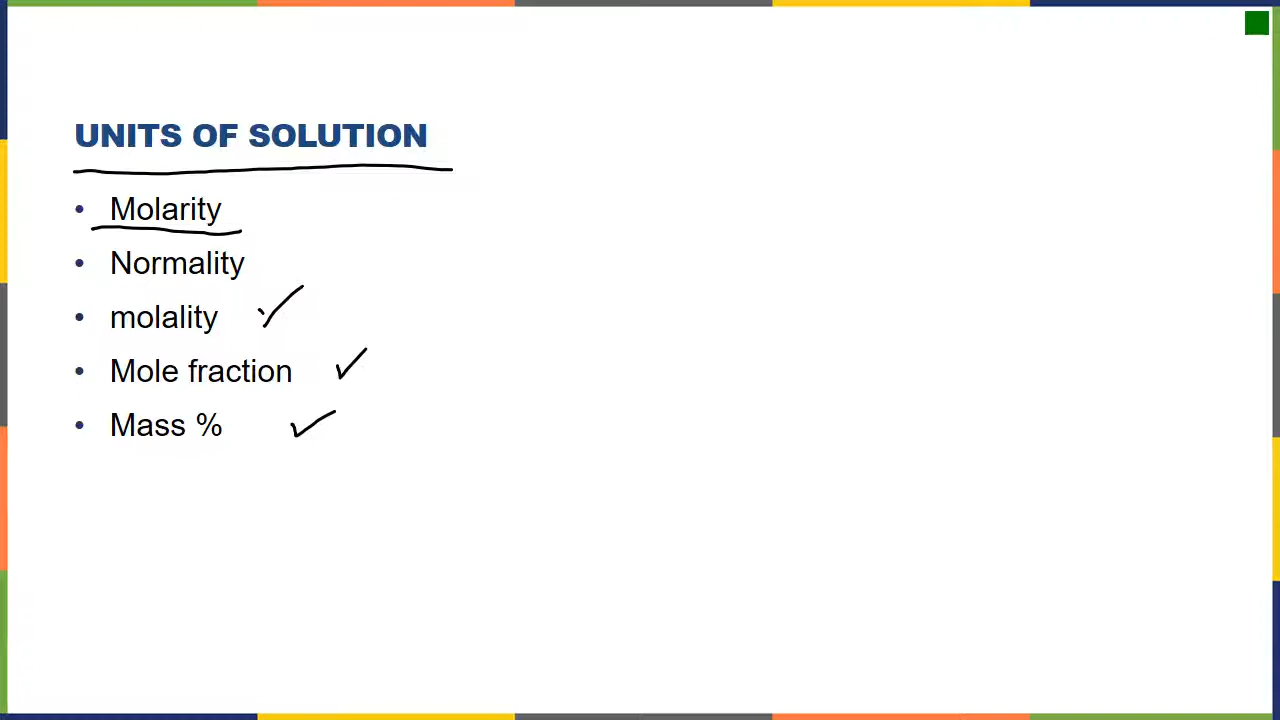 UNITS OF SOLUTION
• Molarity
• Normality
• molality
• Mole fraction
• Mass %